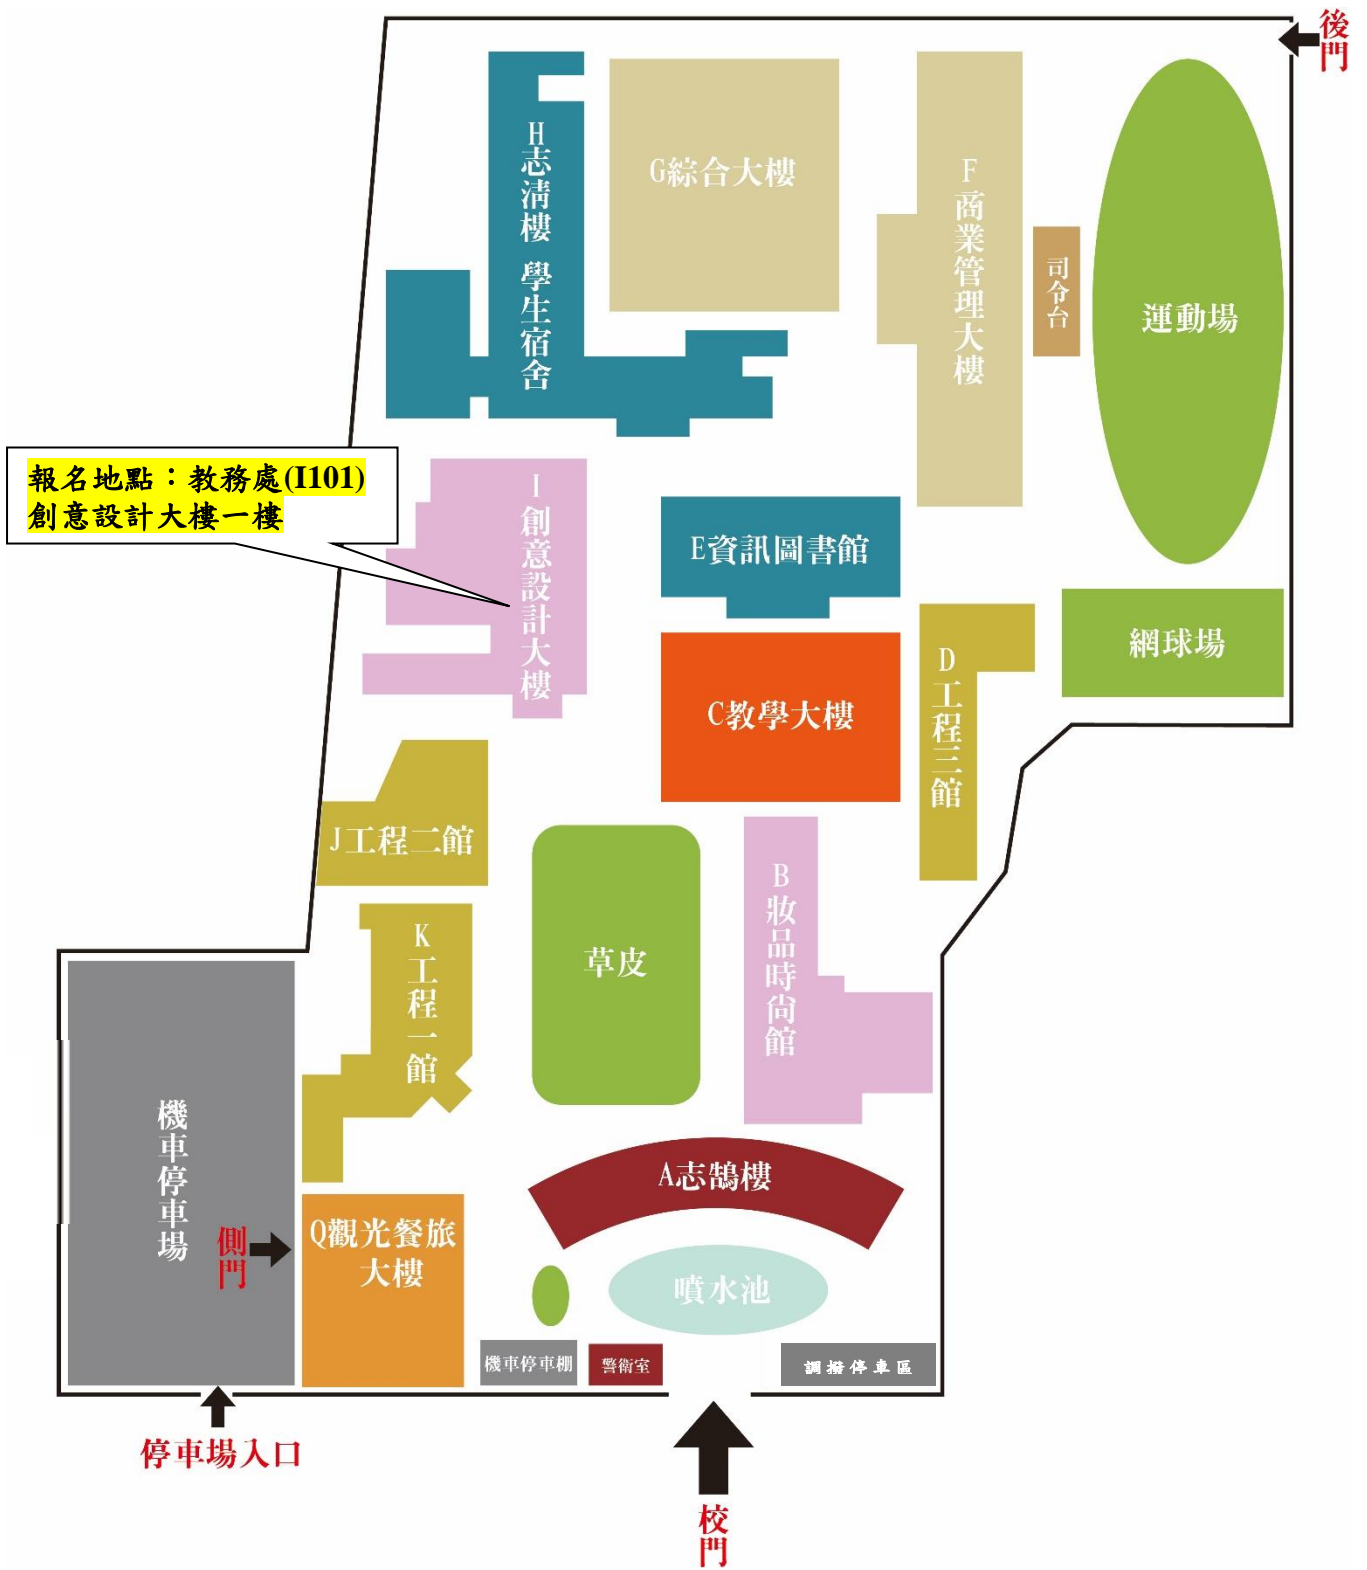 後門
H志清樓 學生宿舍
G綜合大樓
F商業管理大樓
司令台
運動場
報名地點：教務處(I101)
創意設計大樓一樓
I創意設計大樓
E資訊圖書館
網球場
D工程三館
C教學大樓
J工程二館
B妝品時尚館
K工程一館
草皮
機車停車場
側門
A志鵠樓
Q觀光餐旅
大樓
噴水池
機車停車棚
警衛室
調撥停車區
停車場入口
校門